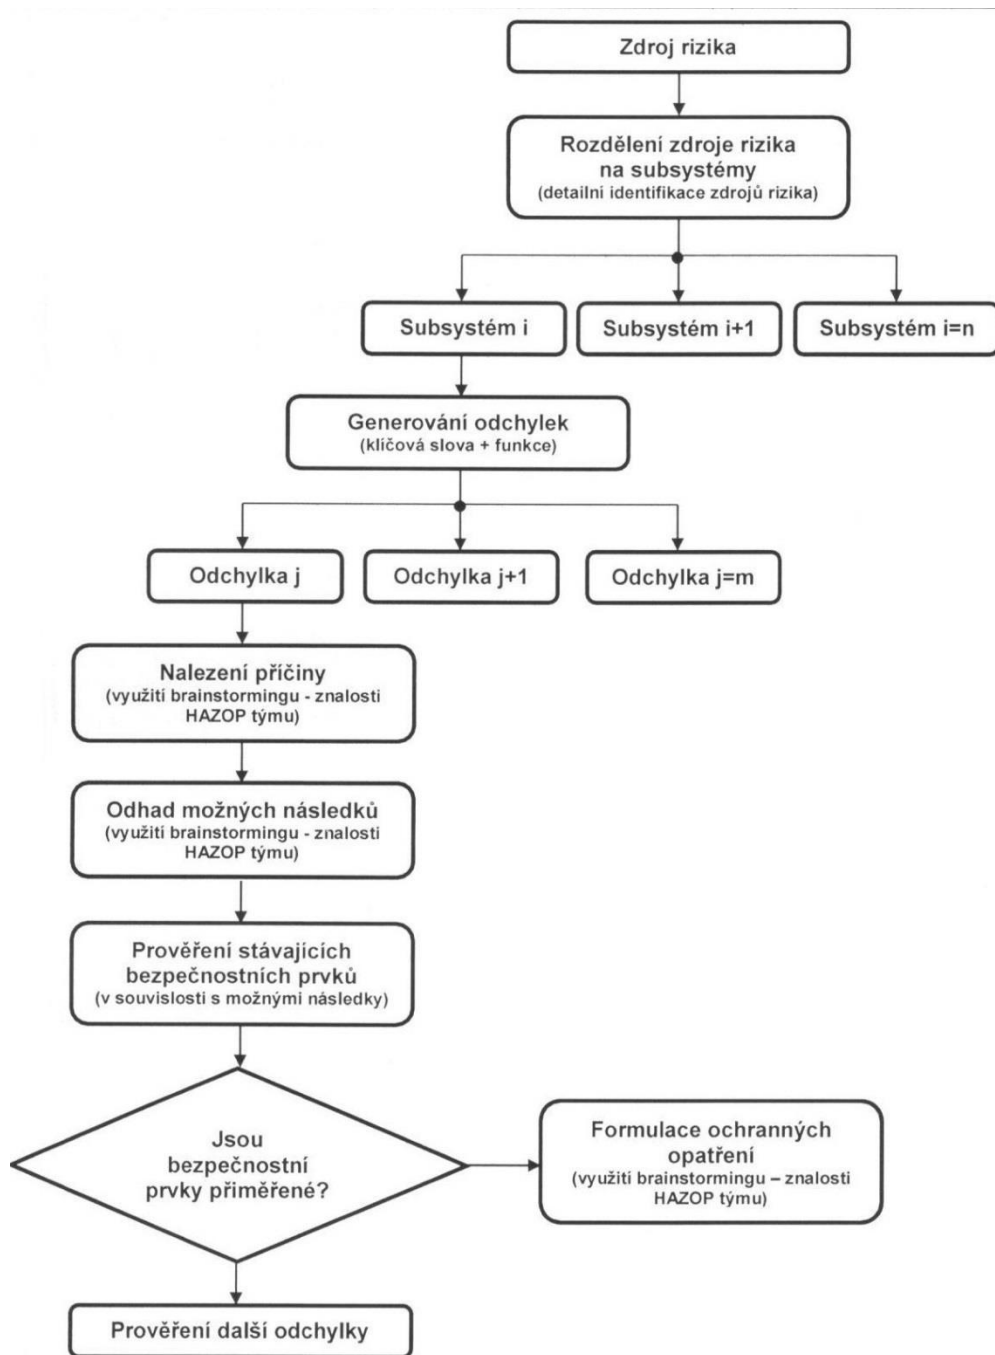 Zdroj rizika
Rozdělení zdroje rizika
na subsystémy
(detailní identifikace zdrojů rizika)
Subsystém i
Subsystém i+1
Subsystém i=n
Generování odchylek
(klíčová slova + funkce)
Odchylka j
Odchylka j+1
Odchylka j=m
Nalezení příčiny
(využití brainstormingu - znalosti
HAZOP týmu)
Odhad možných následků
(využití brainstormingu - znalosti
HAZOP týmu)
Prověření stávajících
bezpečnostních prvků
(v souvislosti s možnými následky)
Jsou
bezpečnostní
prvky přiměřené?
Formulace ochranných
opatření
(využití brainstormingu – znalosti
HAZOP týmu)
Prověření další odchylky